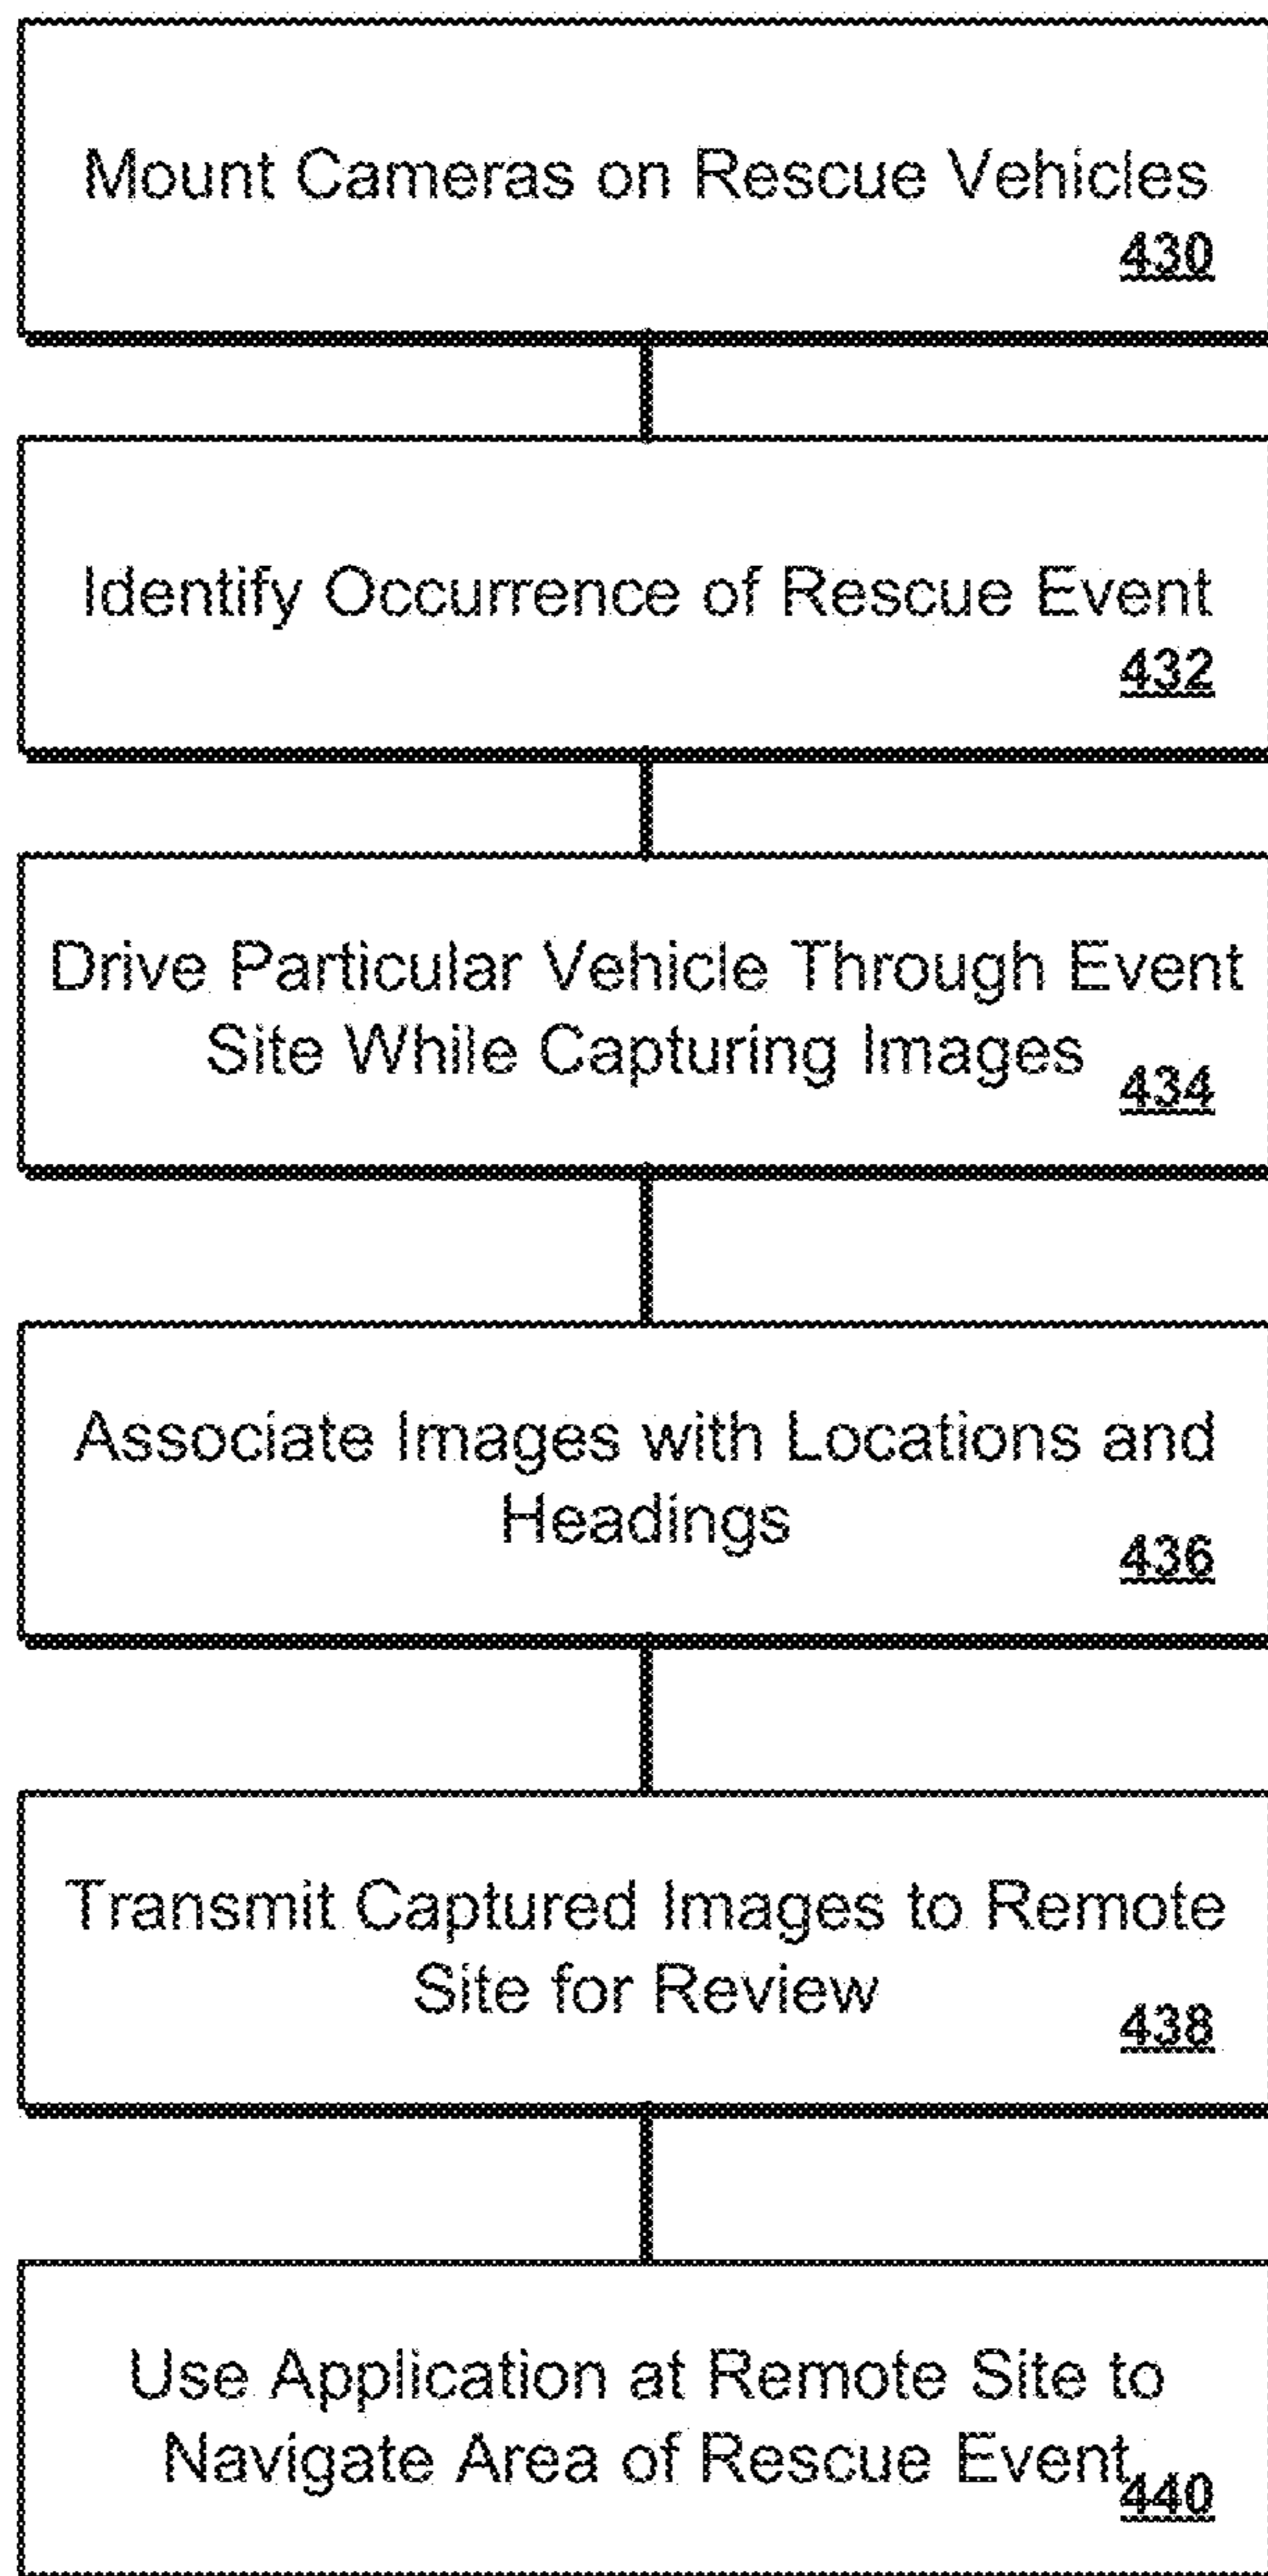 Mount Cameras on Rescue Vehicles
430
Identify Occurrence of Rescue Event
432
Drive Particular Vehicle Through Event
Site While Capturing Images
434
Associate Images with Locations and
Headings
436
Transmit Captured Images to Remote
Site for Review
438
Use Application at Remote Site to
Navigate Area of Rescue Event
440